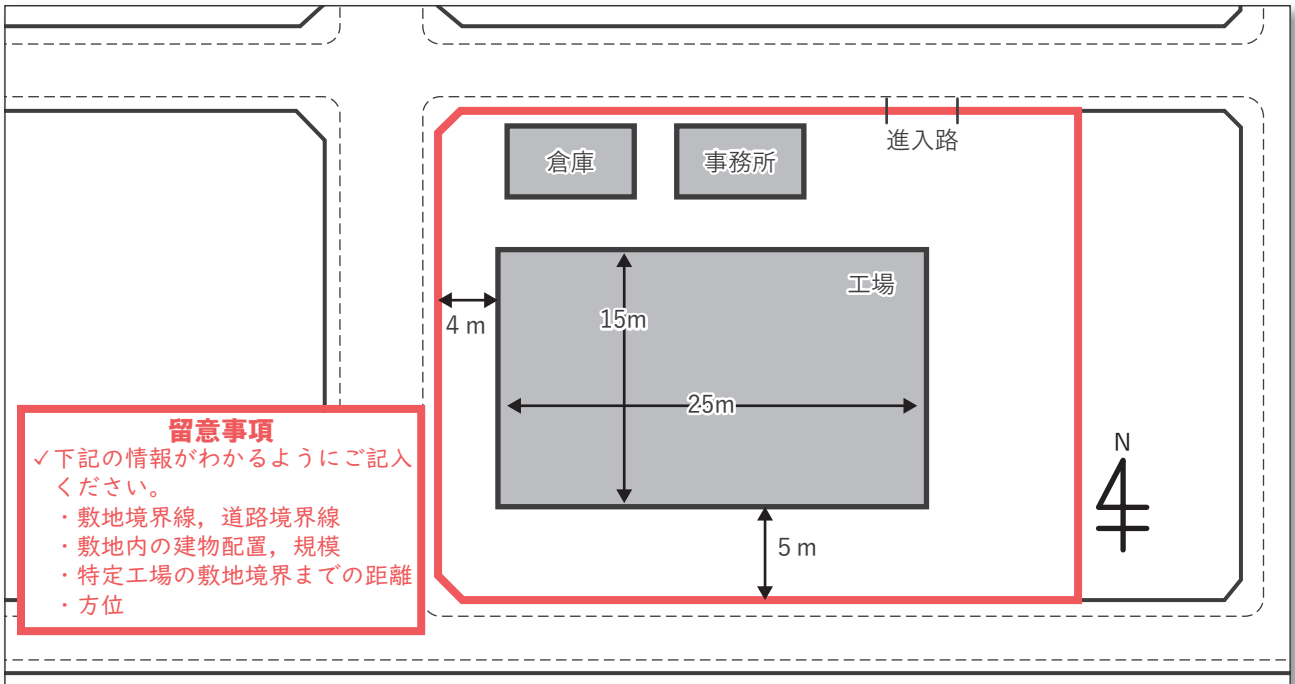 進入路
倉庫
事務所
工場
4 m
15m
25m
留意事項
✓下記の情報がわかるようにご記入
ください。
・敷地境界線，道路境界線
・敷地内の建物配置，規模
・特定工場の敷地境界までの距離
・方位
N
5 m